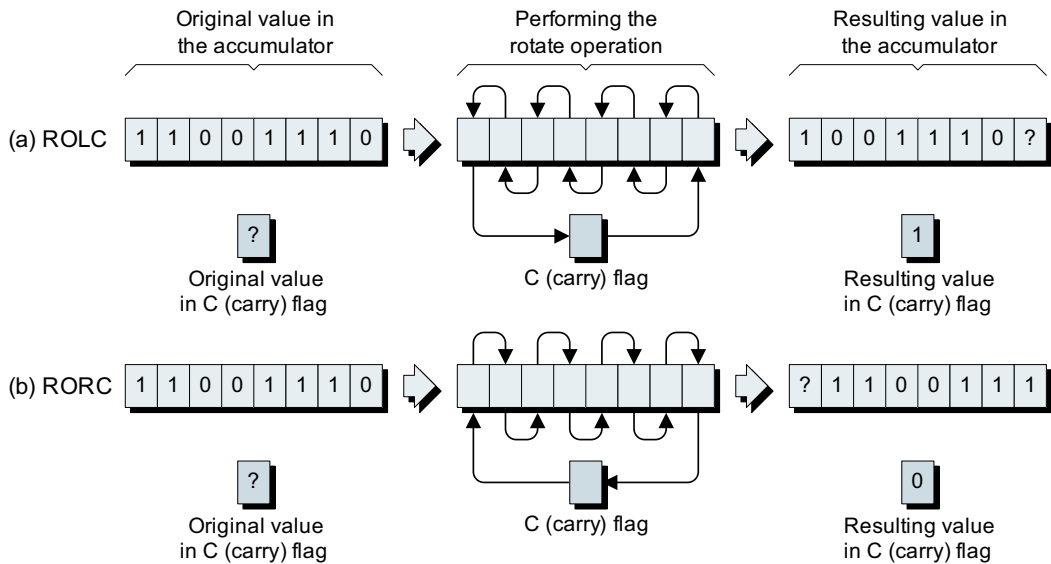 Original value in
the accumulator
Performing the
rotate operation
Resulting value in
the accumulator
(a) ROLC
1 1 0 0 1 1 1 0
1 0 0 1 1 1 0 ?
?
Original value
in C (carry) flag
C (carry) flag
1
Resulting value
in C (carry) flag
(b) RORC
1 1 0 0 1 1 1 0
? 1 1 0 0 1 1 1
?
Original value
in C (carry) flag
C (carry) flag
0
Resulting value
in C (carry) flag